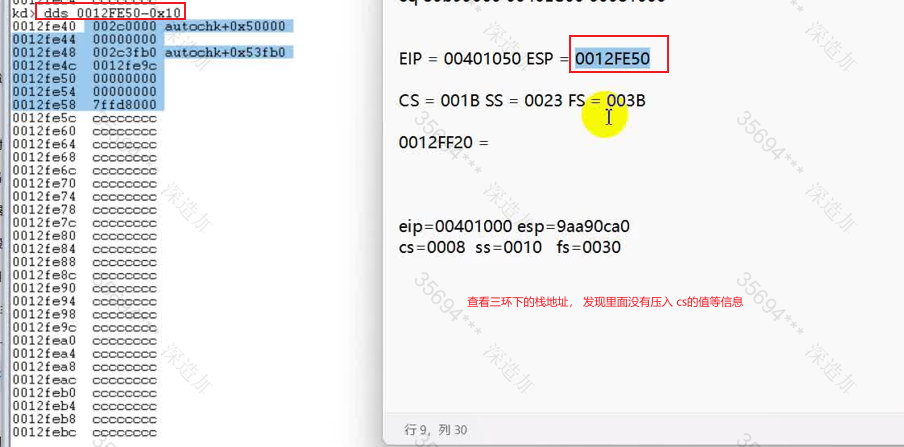 kd> dds 0012FE50-0x10
0012fe40 002c0000 autochk+0x50000
0012fe44 00000000
0012fe48 002c3fb0 autochk+0x53fb0
0012fe4c 0012fe9c
0012fe50 00000000
0012fe54 00000000
0012fe58 7ffd8000
0012fe5c cccccccc
0012fe60 cccccccc
0012fe64 cccccccc
0012fe68 cccccccc
0012fe6c cccccccc
0012fe70 cccccccc
0012fe74 cccccccc
0012fe78 cccccccc
0012fe7c cccccccc
0012fe80 cccccccc
0012fe84 cccccccc
0012fe88 cccccccc
0012fe8c cccccccc
0012fe90 cccccccc
0012fe94 cccccccc
0012fe98 cccccccc
0012fe9c cccccccc
0012fea0 cccccccc
0012fea4 cccccccc
0012fea8 cccccccc
0012feac cccccccc
0012feb0 cccccccc
0012feb4 cccccccc
0012feb8 cccccccc
0012febc cccccccc
EIP = 00401050 ESP = 0012FE50
CS = 001B SS = 0023 FS = 003B
0012FF20 =
eip=00401000 esp=9aa90ca0
cs=0008 ss=0010 fs=0030
查看三环下的栈地址， 发现里面没有压入 cs的值等信息
行 9，列 30
35694***
35694***
35694***
35694***